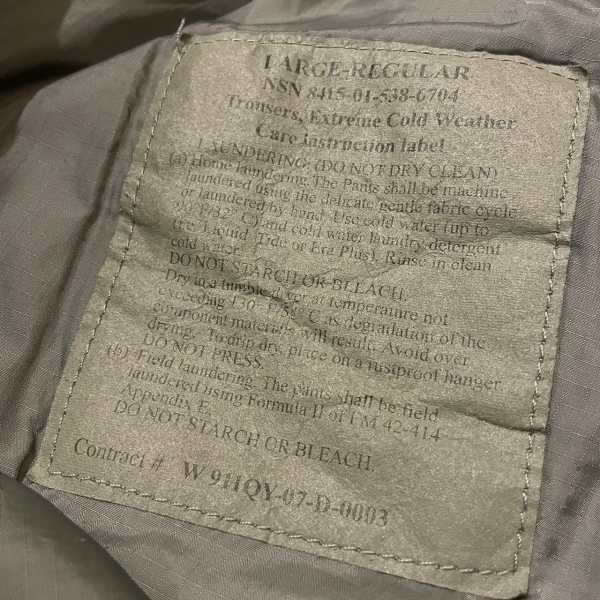 LARGE-REGULAR
NSN 8415-01-538-6704
Trousers, Extreme Cold Weather
Care instruction label
LAUNDERING: (DO NOT DRY CLEAN)
(a) Home laundering. The Pants shall be machine
laundered using the delicate/gentle fabric cycle
or laundered by hand. Use cold water (up to
90°F/32° C) and cold water laundry detergent
(i.e. Liquid Tide or Era Plus). Rinse in clean
cold water.
DO NOT STARCH OR BLEACH.
Dry in a tumble dryer at temperature not
exceeding 130° F/54° C as degradation of the
component materials will result. Avoid over
drying. To drip dry, place on a rustproof hanger.
DO NOT PRESS.
(b) Field laundering. The pants shall be field
laundered using Formula II of FM 42-414
Appendix E.
DO NOT STARCH OR BLEACH.
Contract # W 911QY-07-D-0003